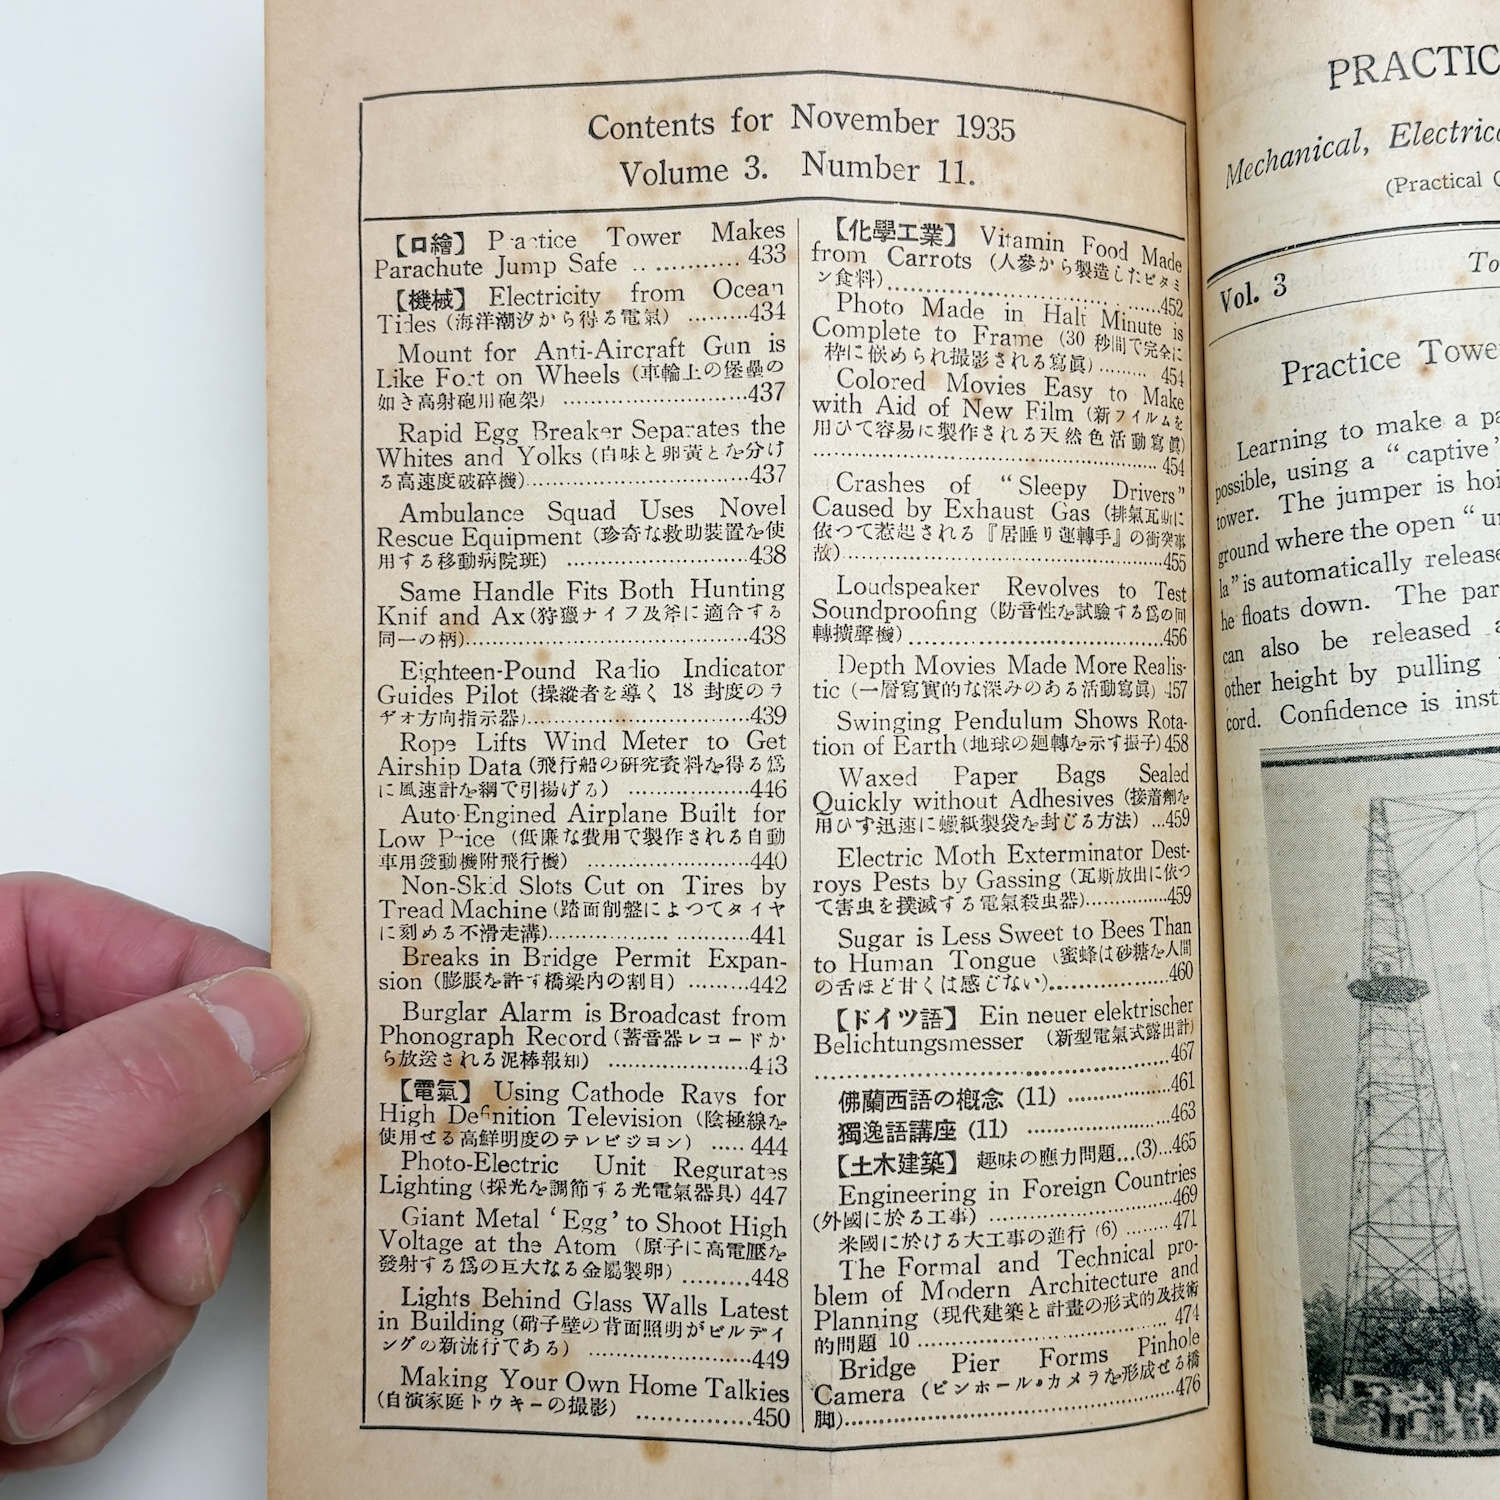 Contents for November 1935
Volume 3. Number 11.
【口繪】 Practice Tower Makes
Parachute Jump Safe .. ............ 433
【機械】 Electricity from Ocean
Tides (海洋潮汐から得る電氣) .........434
Mount for Anti-Aircraft Gun is
Like Fort on Wheels (車輪上の堡壘の
如き高射砲用砲架) ..............................437
Rapid Egg Breaker Separates the
Whites and Yolks (白味と卵黃とを分け
る高速度破碎機)................................437
Ambulance Squad Uses Novel
Rescue Equipment (珍奇な救助裝置を使
用する移動病院班) ..........................438
Same Handle Fits Both Hunting
Knif and Ax (狩獵ナイフ及斧に適合する
同一の柄)........................................438
Eighteen-Pound Radio Indicator
Guides Pilot (操縱者を導く 18 封度のラ
ヂオ方向指示器)................................439
Rope Lifts Wind Meter to Get
Airship Data (飛行船の硏究資料を得る爲
に風速計を綱で引揚げる) .................446
Auto-Engined Airplane Built for
Low Price (低廉な費用で製作される自動
車用發動機附飛行機) ........................440
Non-Skid Slots Cut on Tires by
Tread Machine (踏面削盤によつてタイヤ
に刻める不滑走溝)................. ...........441
Breaks in Bridge Permit Expan-
sion (膨脹を許す橋梁內の割目) .........442
Burglar Alarm is Broadcast from
Phonograph Record (蓄音器レコードか
ら放送される泥棒報知) ....................443
【電氣】 Using Cathode Rays for
High Definition Television (陰極線を
使用せる高鮮明度のテレビジョン) ..... 444
Photo-Electric Unit Regurates
Lighting (採光を調節する光電氣器具) 447
Giant Metal ‘Egg’ to Shoot High
Voltage at the Atom (原子に高電壓を
發射する爲の巨大なる金屬製卵) ..........448
Lights Behind Glass Walls Latest
in Building (硝子壁の背面照明がビルデイ
ングの新流行である) .......................449
Making Your Own Home Talkies
(自演家庭トウキーの撮影) .................450
【化學工業】 Vitamin Food Made
from Carrots (人參から製造したビタミ
ン食料)........................................452
Photo Made in Half Minute is
Complete to Frame (30 秒間で完全に
枠に嵌められ撮影される寫眞)......... 454
Colored Movies Easy to Make
with Aid of New Film (新フイルムを
用ひて容易に製作される天然色活動寫眞)
.................................................... 454
Crashes of “Sleepy Drivers”
Caused by Exhaust Gas (排氣瓦斯に
依つて惹起される『居睡り運轉手』の衝突事
故)................................................455
Loudspeaker Revolves to Test
Soundproofing (防音性を試驗する爲の回
轉擴聲機)........................................456
Depth Movies Made More Realis-
tic (一層寫實的な深みのある活動寫眞) 457
Swinging Pendulum Shows Rota-
tion of Earth (地球の廻轉を示す振子) 458
Waxed Paper Bags Sealed
Quickly without Adhesives (接着劑を
用ひず迅速に蠟紙製袋を封じる方法) ...459
Electric Moth Exterminator Dest-
roys Pests by Gassing (瓦斯放出に依つ
て害虫を撲滅する電氣殺虫器)...............459
Sugar is Less Sweet to Bees Than
to Human Tongue (蜜蜂は砂糖を人間
の舌ほど甘くは感じない)....................460
【ドイツ語】 Ein neuer elektrischer
Belichtungsmesser (新型電氣式露出計)
....................................................467
佛蘭西語の槪念 (11) ..................461
獨逸語講座 (11) ........................463
【土木建築】 趣味の應力問題...(3)...465
Engineering in Foreign Countries
(外國に於る工事) ..............................469
米國に於ける大工事の進行 (6) .......471
The Formal and Technical pro-
blem of Modern Architecture and
Planning (現代建築と計畫の形式的及技術
的問題 10 ...................................... 474
Bridge Pier Forms Pinhole
Camera (ピンホール・カメラを形成せる橋
脚)................................................476
PRACTIC
Mechanical, Electrica
(Practical
Vol. 3
To
Practice Towe
Learning to make a pa
possible, using a “captive”
tower. The jumper is hoi
ground where the open “um
la” is automatically release
he floats down. The par
can also be released a
other height by pulling
cord. Confidence is inst